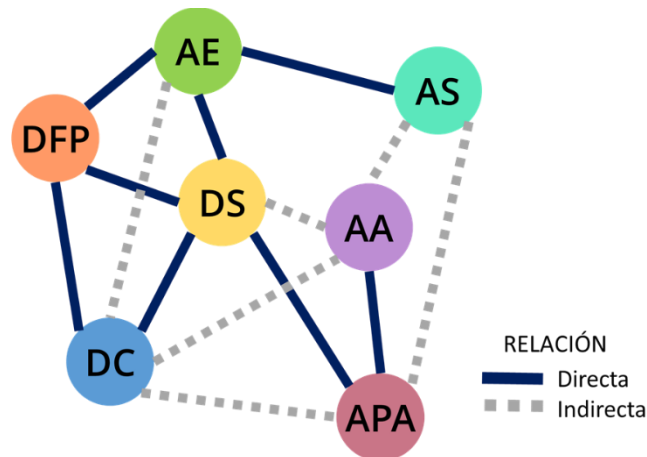 AE
AS
DFP
DS
AA
DC
APA
RELACIÓN
Directa
Indirecta